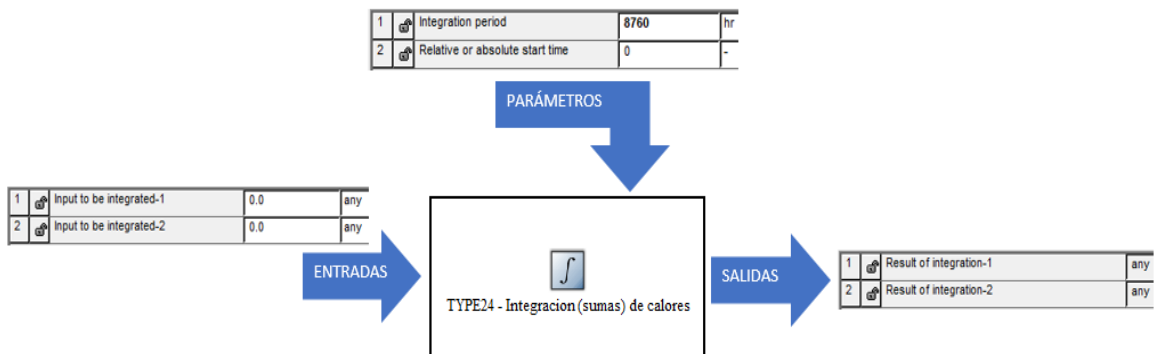 1 Integration period 8760 hr
2 Relative or absolute start time 0 -
PARÁMETROS
1 Input to be integrated-1 0.0 any
2 Input to be integrated-2 0.0 any
ENTRADAS
∫
TYPE24 - Integracion (sumas) de calores
SALIDAS
1 Result of integration-1 any
2 Result of integration-2 any